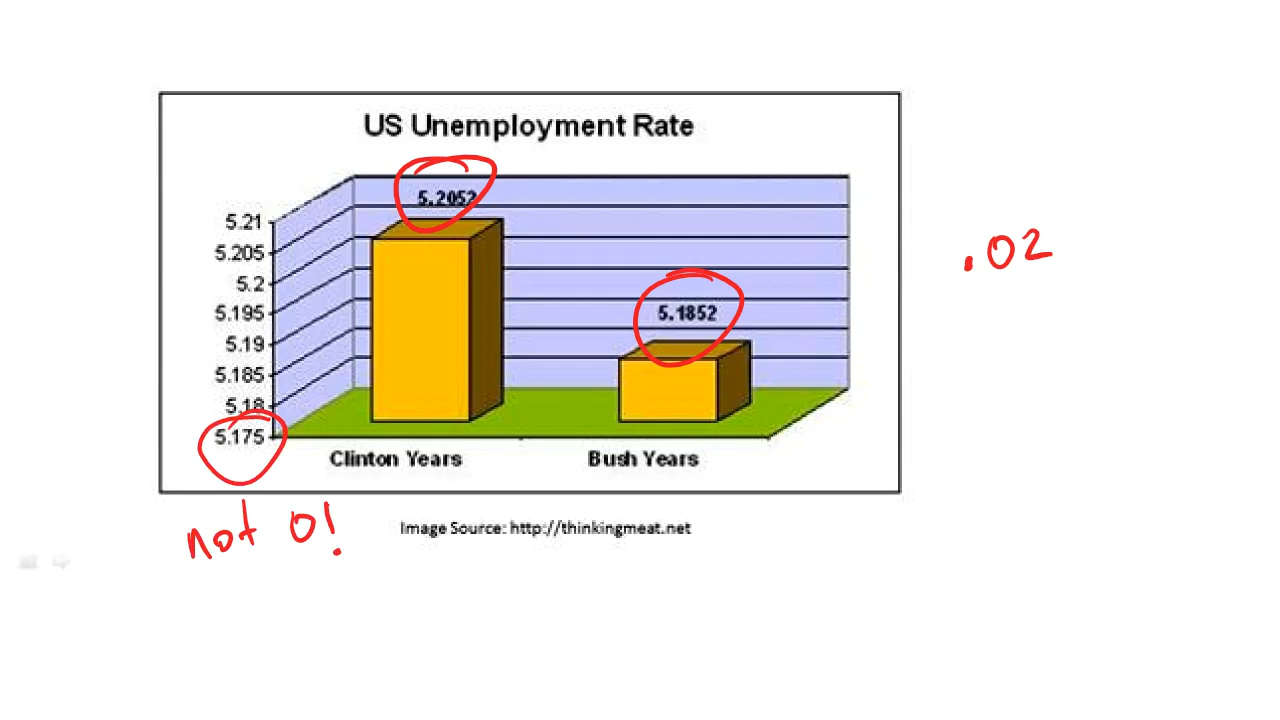 US Unemployment Rate
5.2052
5.21
5.205
5.2
5.195
5.19
5.185
5.18
5.175
5.1852
.02
Clinton Years
Bush Years
not 0!
Image Source: http://thinkingmeat.net